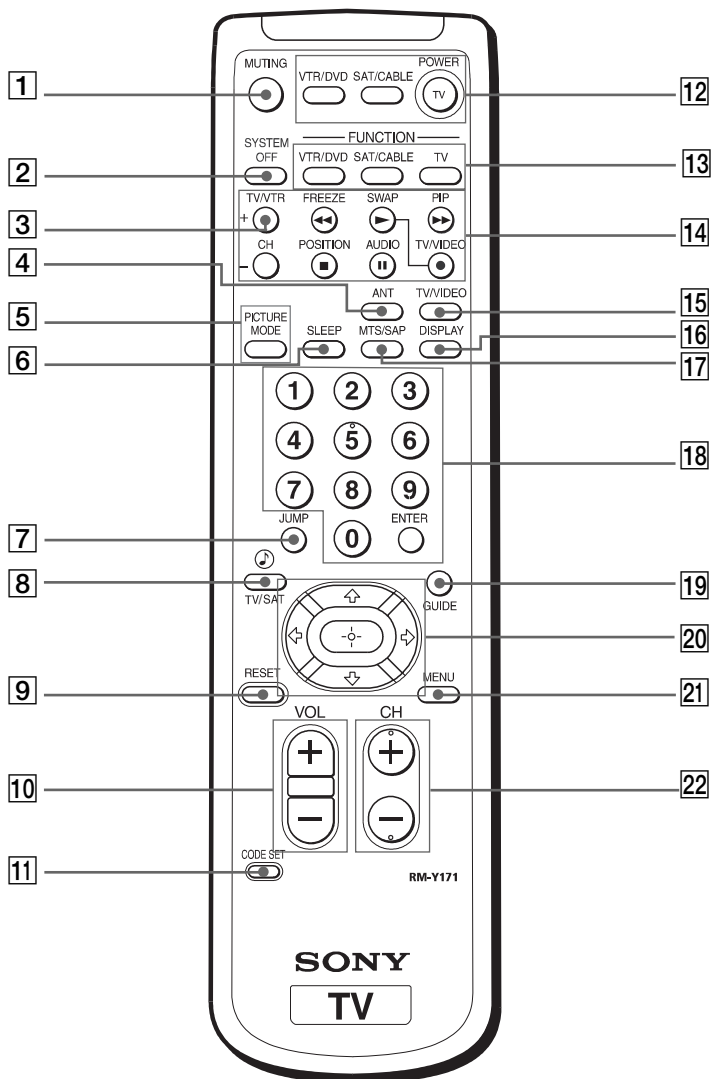 MUTING
POWER
1
VTR/DVD SAT/CABLE TV
12
SYSTEM OFF
FUNCTION
2
VTR/DVD SAT/CABLE TV
13
TV/VTR FREEZE SWAP PIP
3
+
14
CH POSITION AUDIO TV/VIDEO
4
–
ANT TV/VIDEO
15
5
PICTURE MODE
SLEEP MTS/SAP DISPLAY
16
6
17
1 2 3
4 5 6
18
7 8 9
JUMP ENTER
7
0
8
TV/SAT
19
GUIDE
20
RESET MENU
9
21
VOL CH
+ +
10
22
– –
CODE SET
11
RM-Y171
SONY
TV